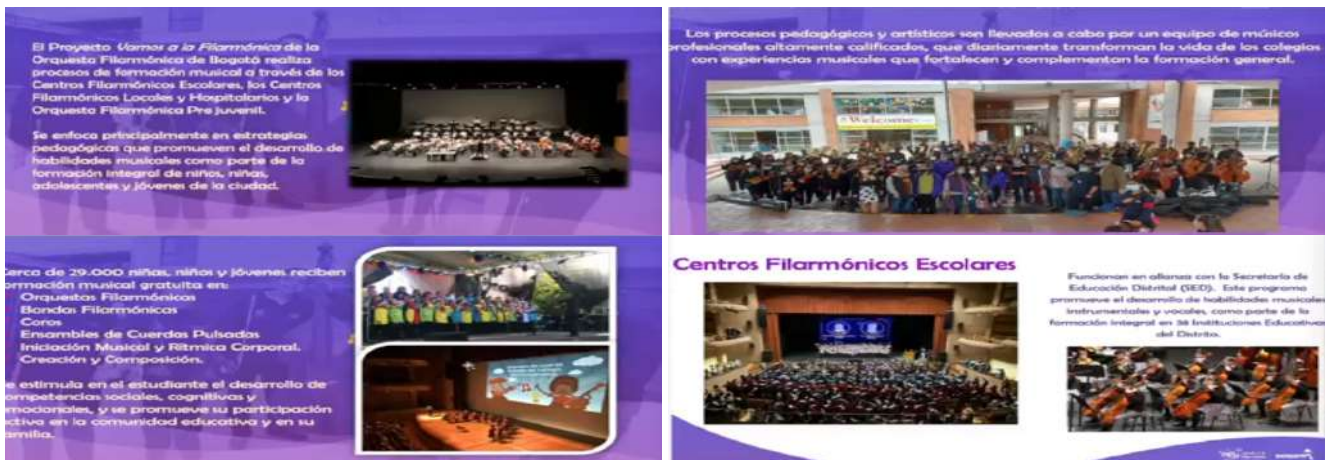 El Proyecto Vamos a la Filarmónica de la
Orquesta Filarmónica de Bogotá realiza
procesos de formación musical a través de los
Centros Filarmónicos Escolares, los Centros
Filarmónicos Locales y Hospitalarios y la
Orquesta Filarmónica Pre Juvenil.
Se enfoca principalmente en estrategias
pedagógicas que promueven el desarrollo de
habilidades musicales como parte de la
formación integral de niños, niñas,
adolescentes y jóvenes de la ciudad.
Los procesos pedagógicos y artísticos son llevados a cabo por un equipo de músicos
profesionales altamente calificados, que diariamente transforman la vida de los colegios
con experiencias musicales que fortalecen y complementan la formación general.
Welcome
Cerca de 29.000 niñas, niños y jóvenes reciben
formación musical gratuita en:
Orquestas Filarmónicas
Bandas Filarmónicas
Coros
Ensambles de Cuerdas Pulsadas
Iniciación Musical y Rítmica Corporal.
Creación y Composición.
e estimula en el estudiante el desarrollo de
ompetencias sociales, cognitivas y
mocionales, y se promueve su participación
ctiva en la comunidad educativa y en su
amilia.
Centros Filarmónicos Escolares
Funcionan en alianza con la Secretaría de
Educación Distrital (SED). Este programa
promueve el desarrollo de habilidades musicales
instrumentales y vocales, como parte de la
formación integral en 38 Instituciones Educativas
del Distrito.